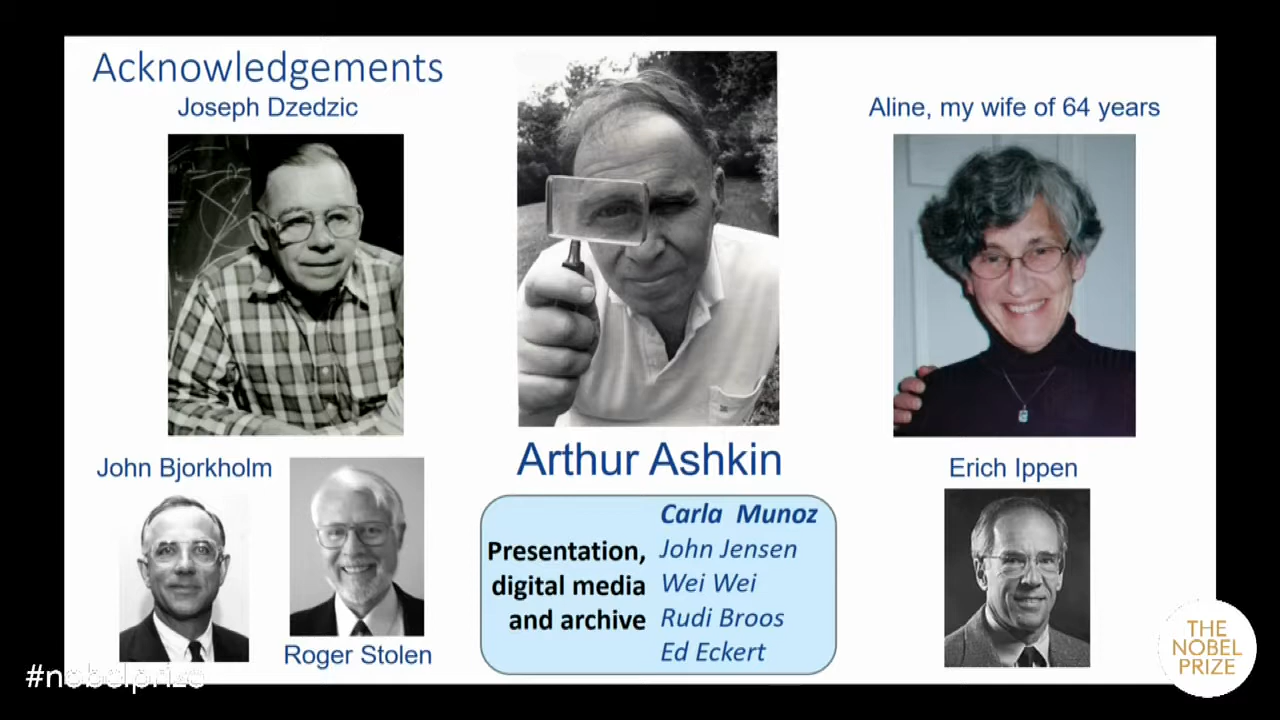 Acknowledgements
Joseph Dzedzic
Aline, my wife of 64 years
Arthur Ashkin
John Bjorkholm
Roger Stolen
Erich Ippen
Presentation,
digital media
and archive
Carla Munoz
John Jensen
Wei Wei
Rudi Broos
Ed Eckert
#nobelprize
THE
NOBEL
PRIZE